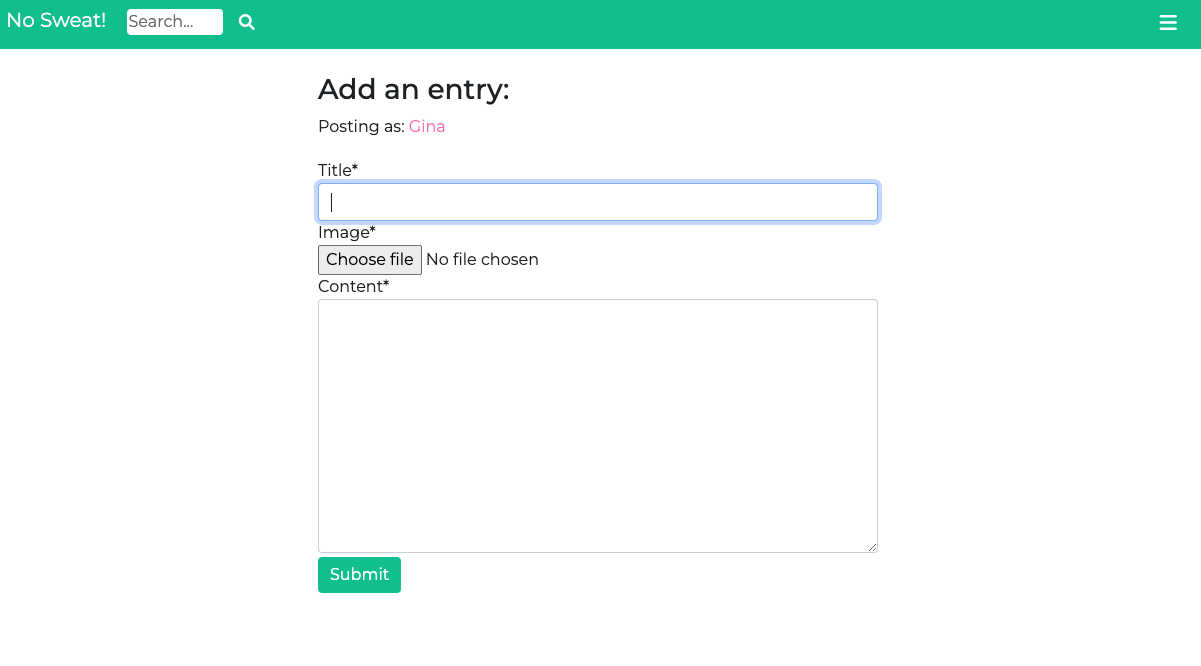 No Sweat! Search...
Add an entry:
Posting as: Gina
Title*
Image*
Choose file No file chosen
Content*
Submit